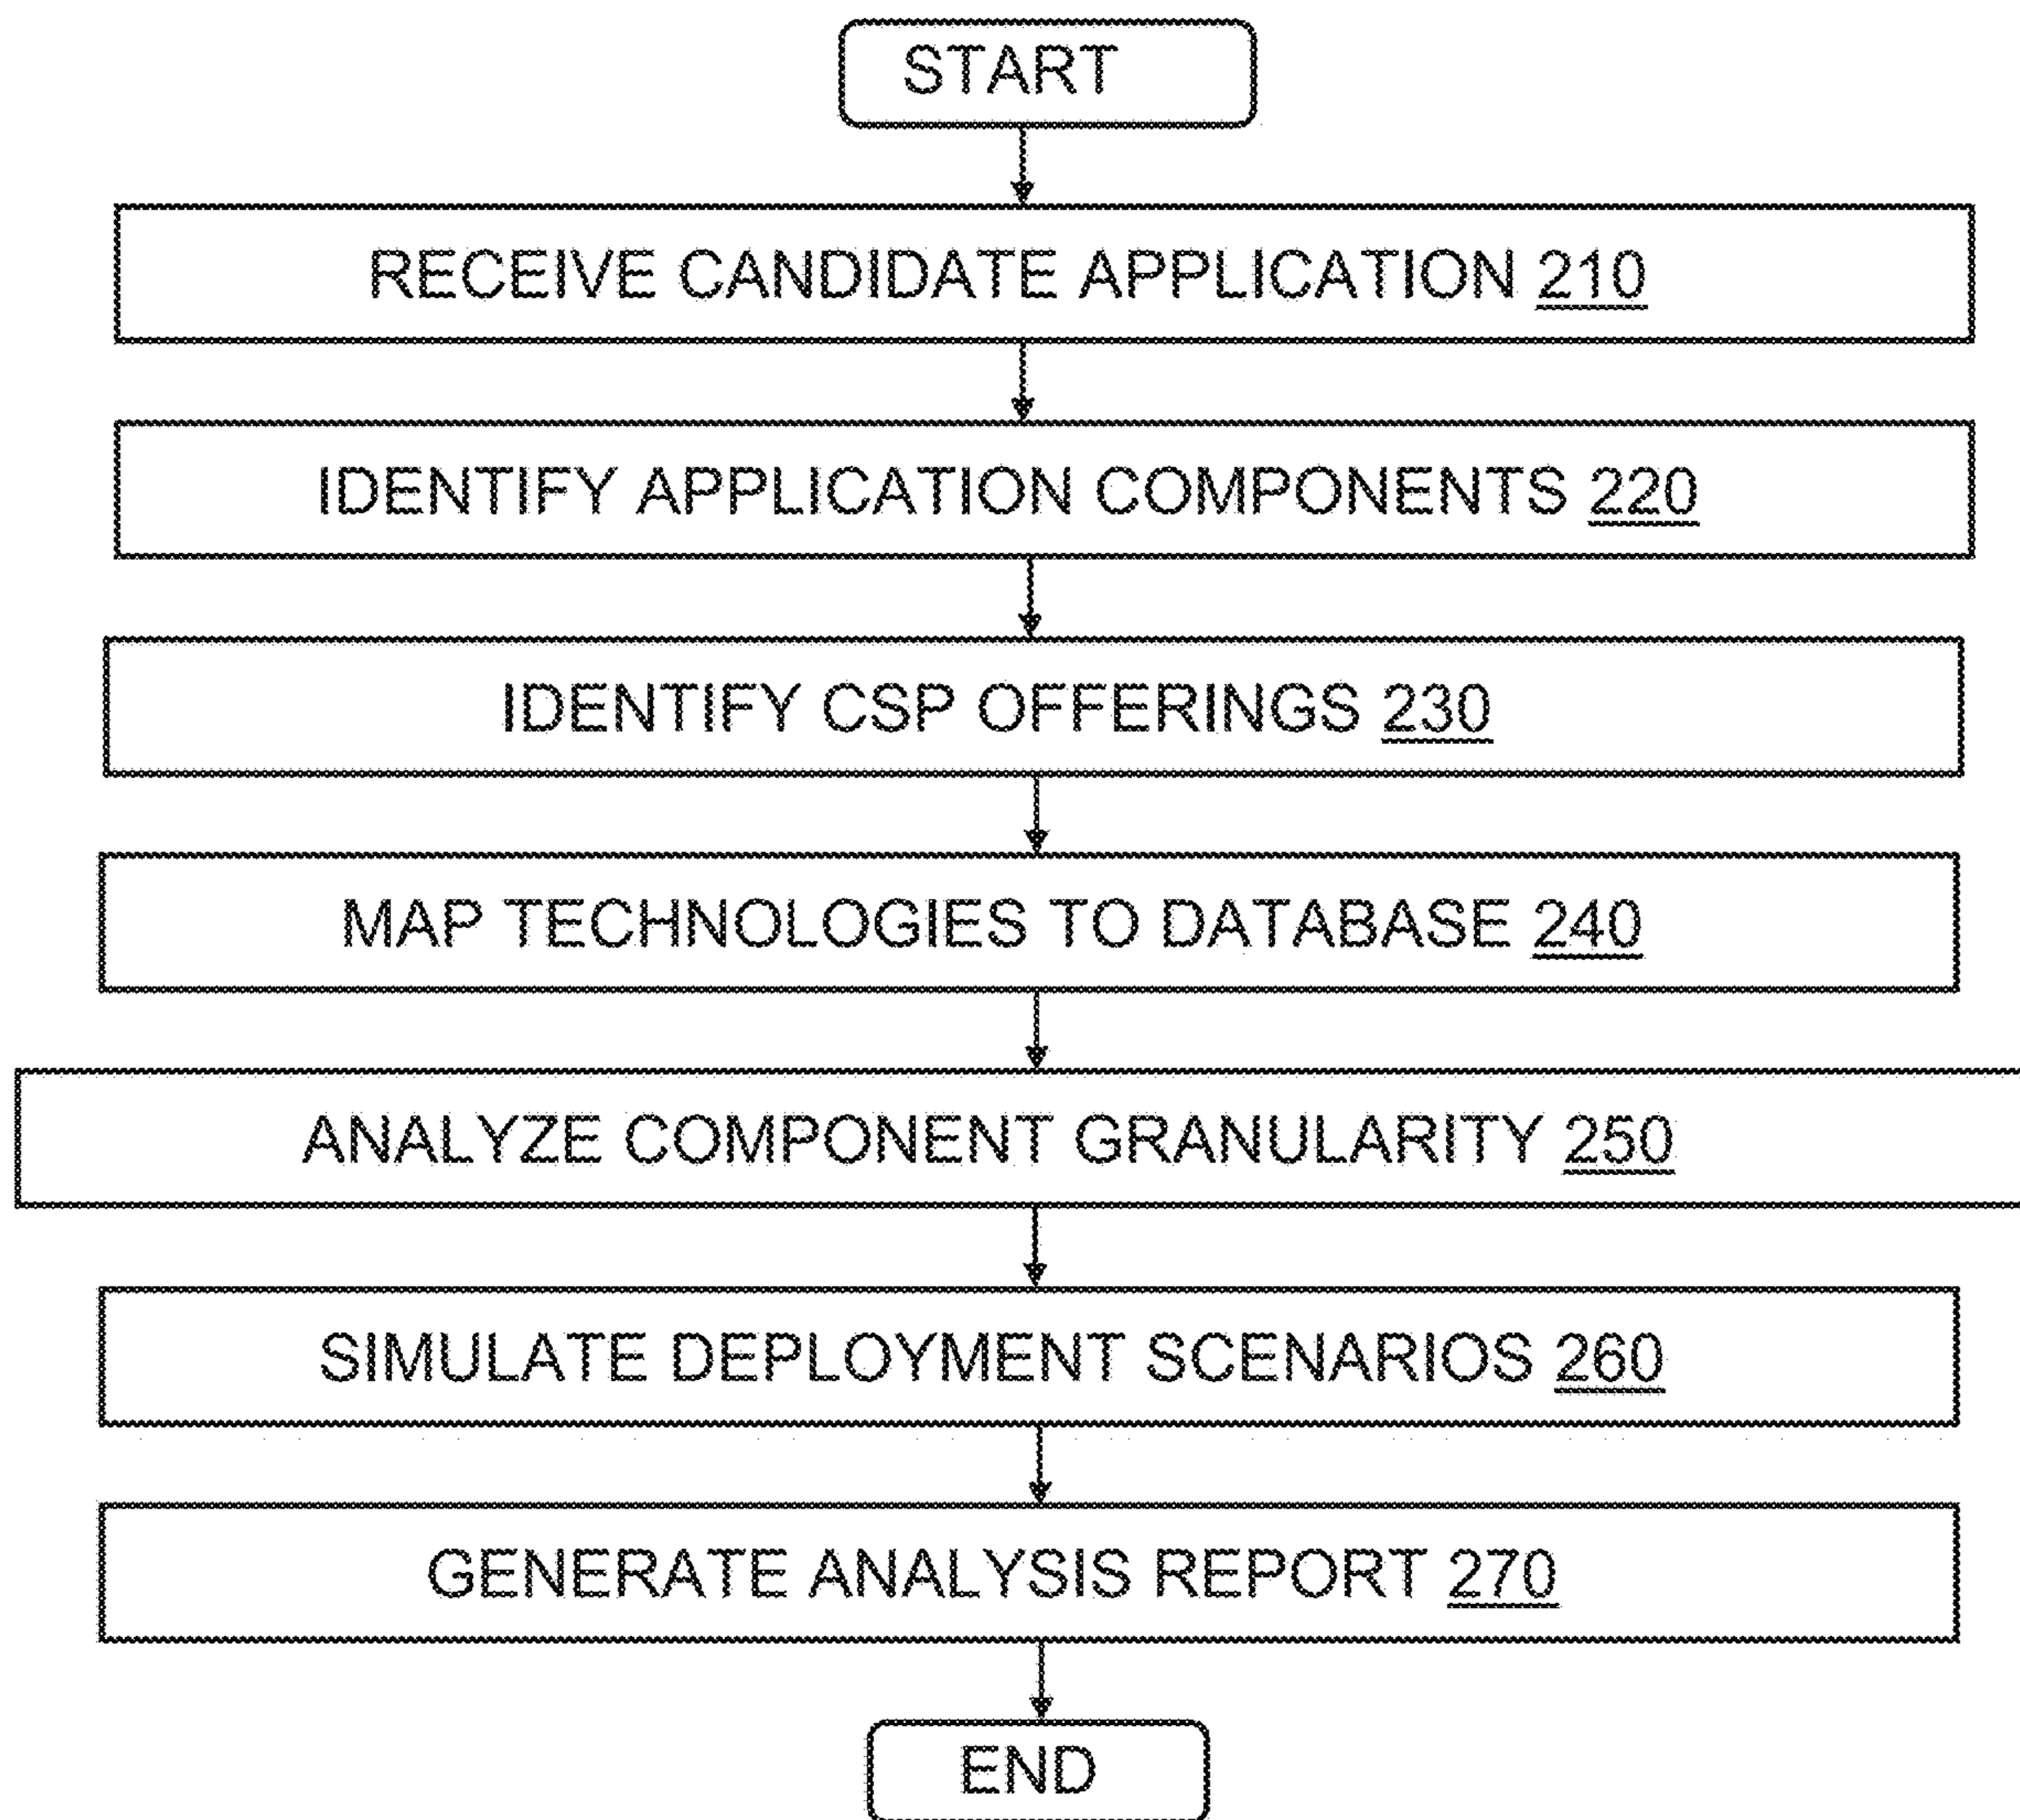 START
RECEIVE CANDIDATE APPLICATION 210
IDENTIFY APPLICATION COMPONENTS 220
IDENTIFY CSP OFFERINGS 230
MAP TECHNOLOGIES TO DATABASE 240
ANALYZE COMPONENT GRANULARITY 250
SIMULATE DEPLOYMENT SCENARIOS 260
GENERATE ANALYSIS REPORT 270
END